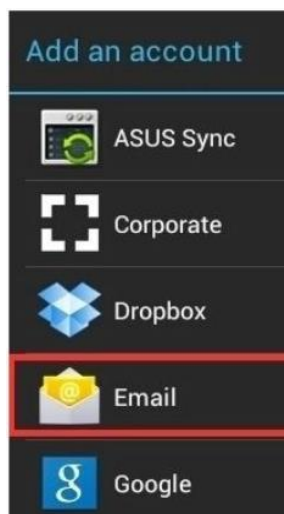 Add an account
ASUS Sync
Corporate
Dropbox
@
Email
g
Google